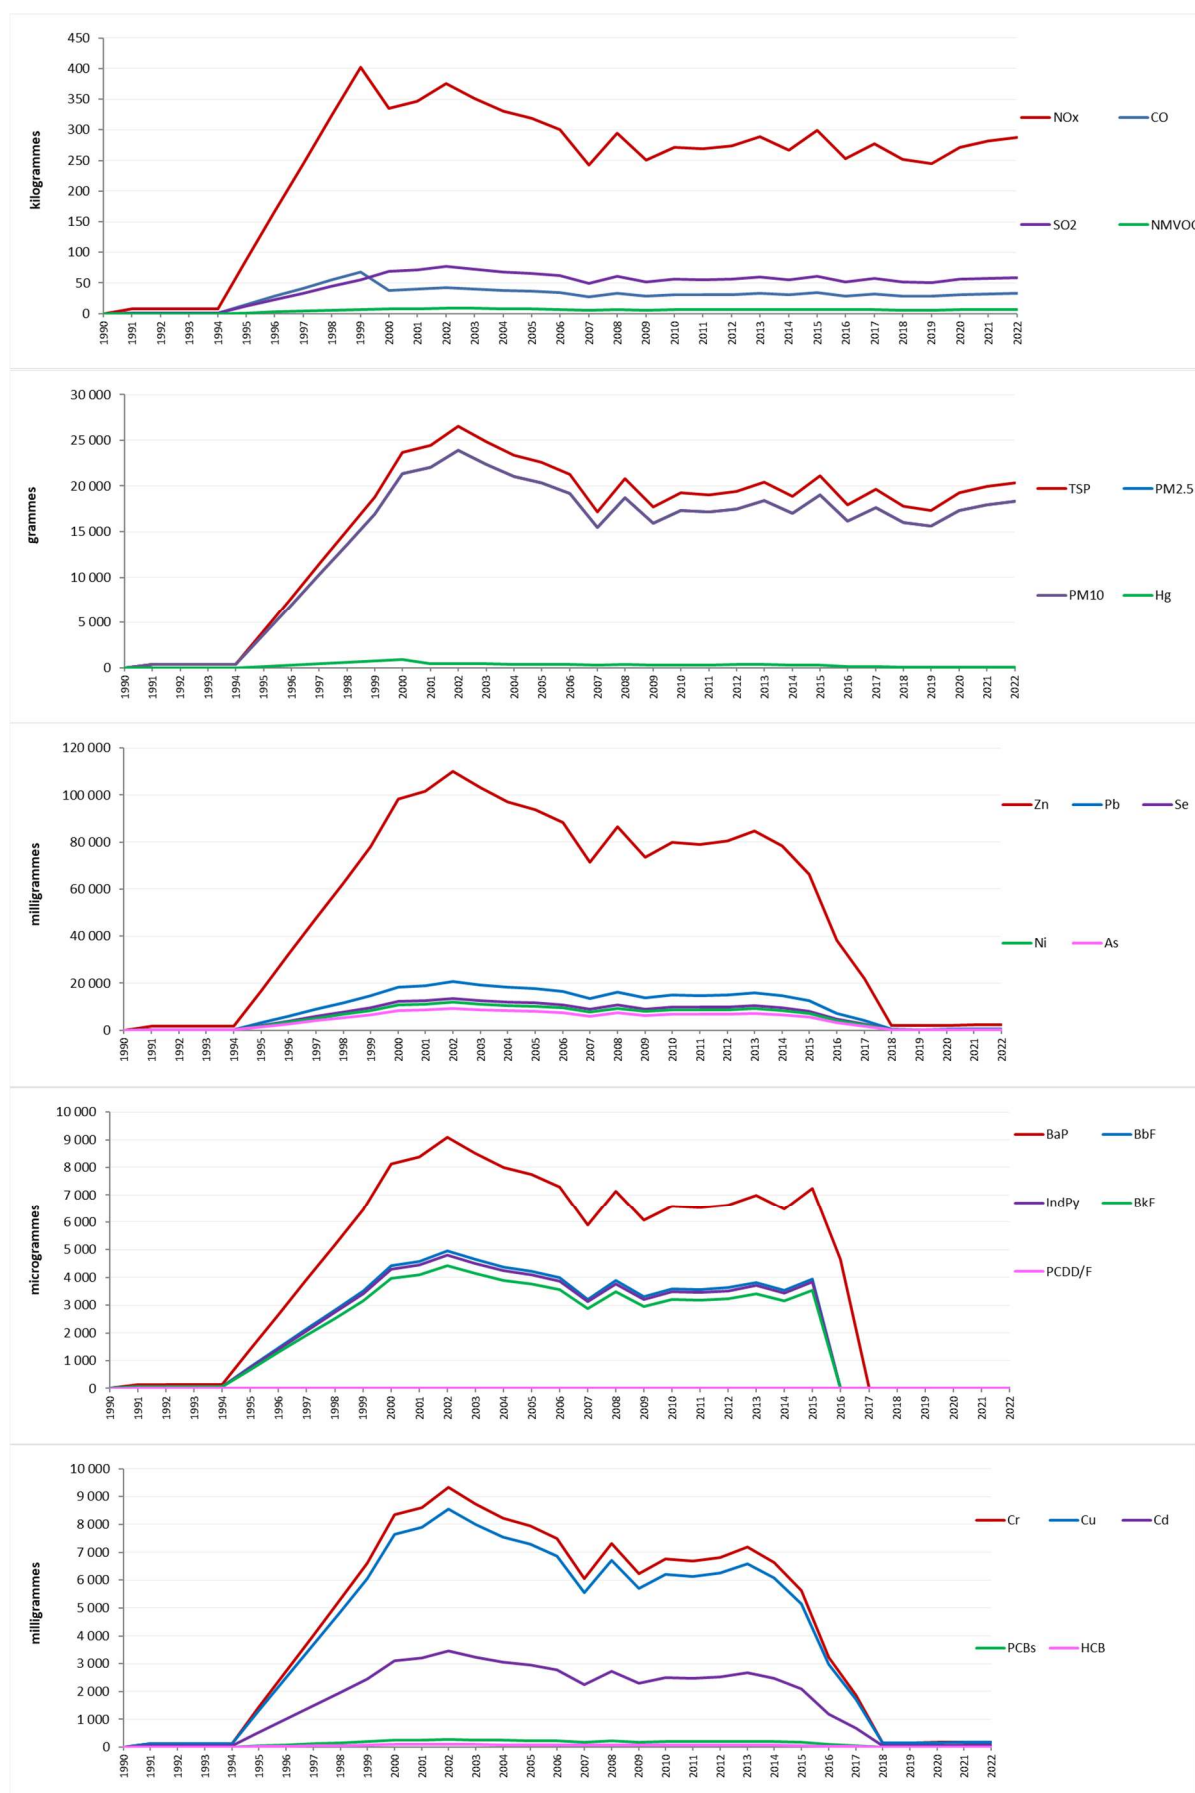 450
400
350
300
250
200
150
100
50
0
kilogrammes
1990 1991 1992 1993 1994 1995 1996 1997 1998 1999 2000 2001 2002 2003 2004 2005 2006 2007 2008 2009 2010 2011 2012 2013 2014 2015 2016 2017 2018 2019 2020 2021 2022
NOx CO
SO2 NMVOC
30 000
25 000
20 000
15 000
10 000
5 000
0
grammes
1990 1991 1992 1993 1994 1995 1996 1997 1998 1999 2000 2001 2002 2003 2004 2005 2006 2007 2008 2009 2010 2011 2012 2013 2014 2015 2016 2017 2018 2019 2020 2021 2022
TSP PM2.5
PM10 Hg
120 000
100 000
80 000
60 000
40 000
20 000
0
milligrammes
1990 1991 1992 1993 1994 1995 1996 1997 1998 1999 2000 2001 2002 2003 2004 2005 2006 2007 2008 2009 2010 2011 2012 2013 2014 2015 2016 2017 2018 2019 2020 2021 2022
Zn Pb Se
Ni As
10 000
9 000
8 000
7 000
6 000
5 000
4 000
3 000
2 000
1 000
0
microgrammes
1990 1991 1992 1993 1994 1995 1996 1997 1998 1999 2000 2001 2002 2003 2004 2005 2006 2007 2008 2009 2010 2011 2012 2013 2014 2015 2016 2017 2018 2019 2020 2021 2022
BaP BbF
IndPy BkF
PCDD/F
10 000
9 000
8 000
7 000
6 000
5 000
4 000
3 000
2 000
1 000
0
milligrammes
1990 1991 1992 1993 1994 1995 1996 1997 1998 1999 2000 2001 2002 2003 2004 2005 2006 2007 2008 2009 2010 2011 2012 2013 2014 2015 2016 2017 2018 2019 2020 2021 2022
Cr Cu Cd
PCBs HCB